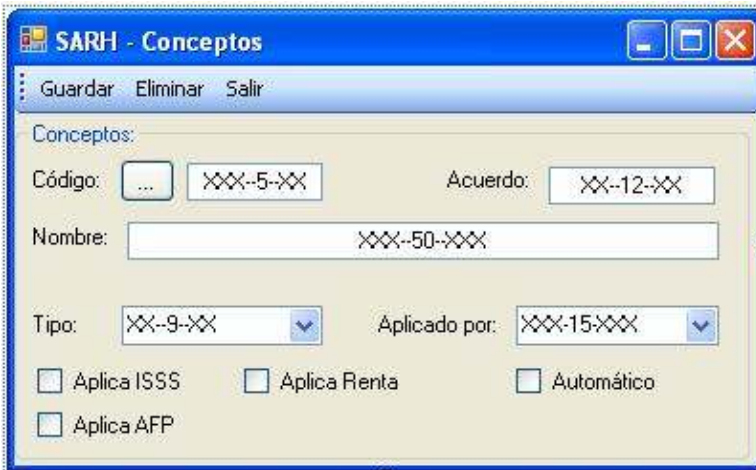 SARH - Conceptos
Guardar Eliminar Salir
Conceptos:
Código: ... XXX--5--XX Acuerdo: XX--12--XX
Nombre: XXX--50--XXX
Tipo: XX--9--XX Aplicado por: XXX-15-XXX
Aplica ISSS Aplica Renta Automático
Aplica AFP